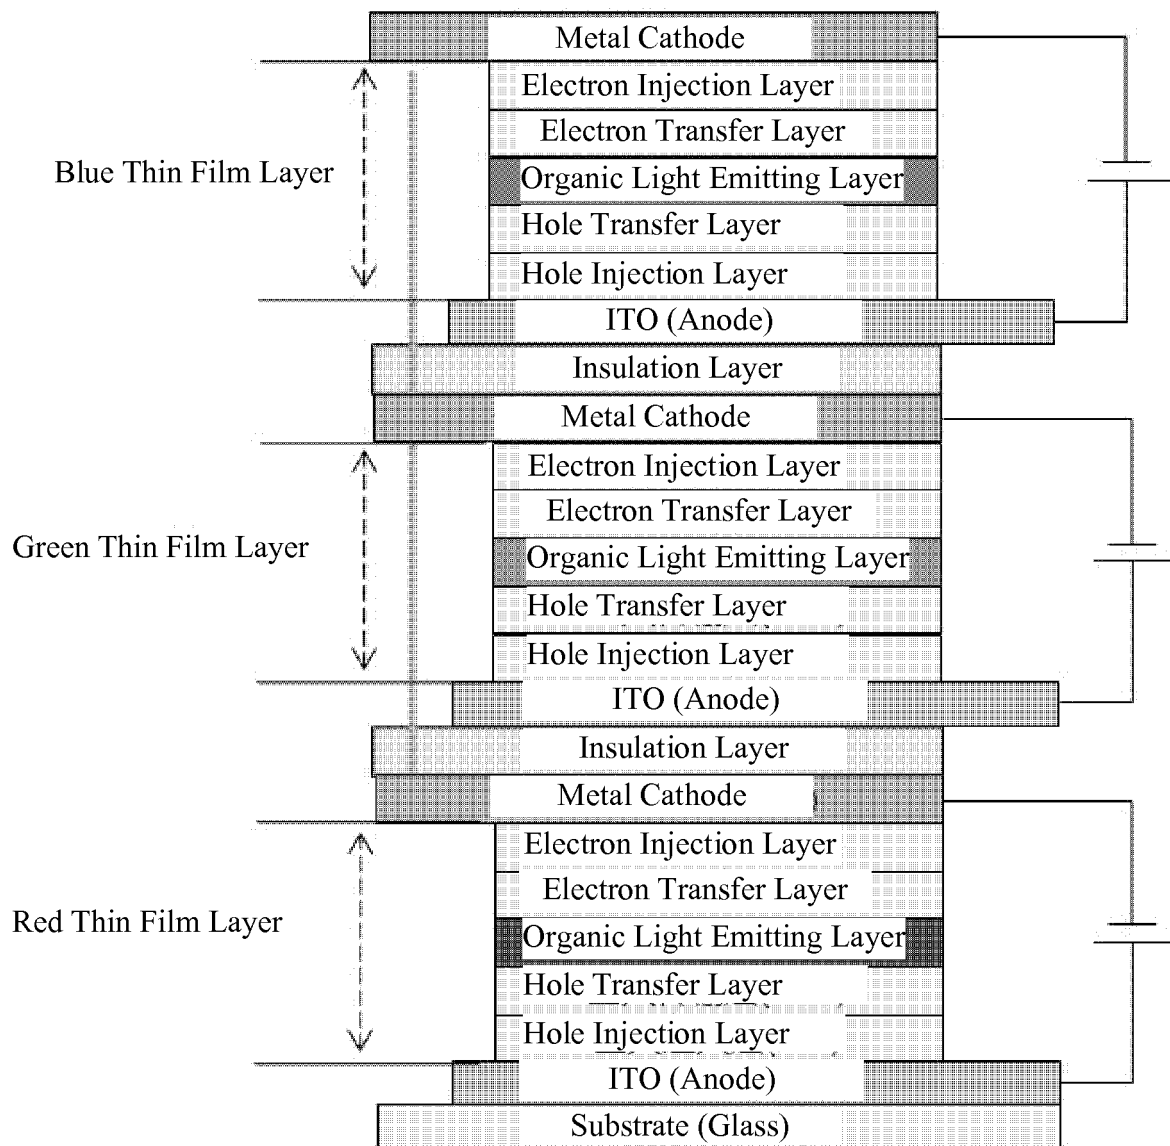 Metal Cathode
Electron Injection Layer
Electron Transfer Layer
Blue Thin Film Layer
Organic Light Emitting Layer
Hole Transfer Layer
Hole Injection Layer
ITO (Anode)
Insulation Layer
Metal Cathode
Electron Injection Layer
Electron Transfer Layer
Green Thin Film Layer
Organic Light Emitting Layer
Hole Transfer Layer
Hole Injection Layer
ITO (Anode)
Insulation Layer
Metal Cathode
Electron Injection Layer
Electron Transfer Layer
Red Thin Film Layer
Organic Light Emitting Layer
Hole Transfer Layer
Hole Injection Layer
ITO (Anode)
Substrate (Glass)